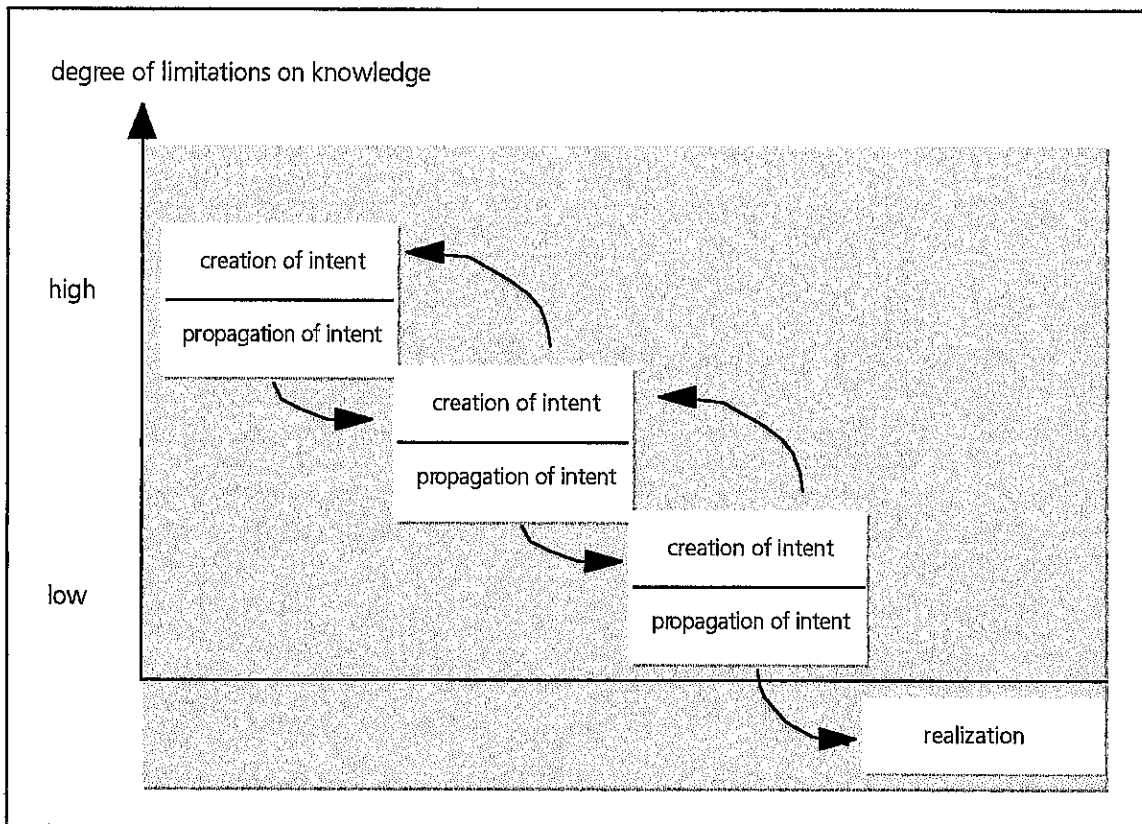 degree of limitations on knowledge
creation of intent
high
propagation of intent
creation of intent
propagation of intent
creation of intent
low
propagation of intent
realization